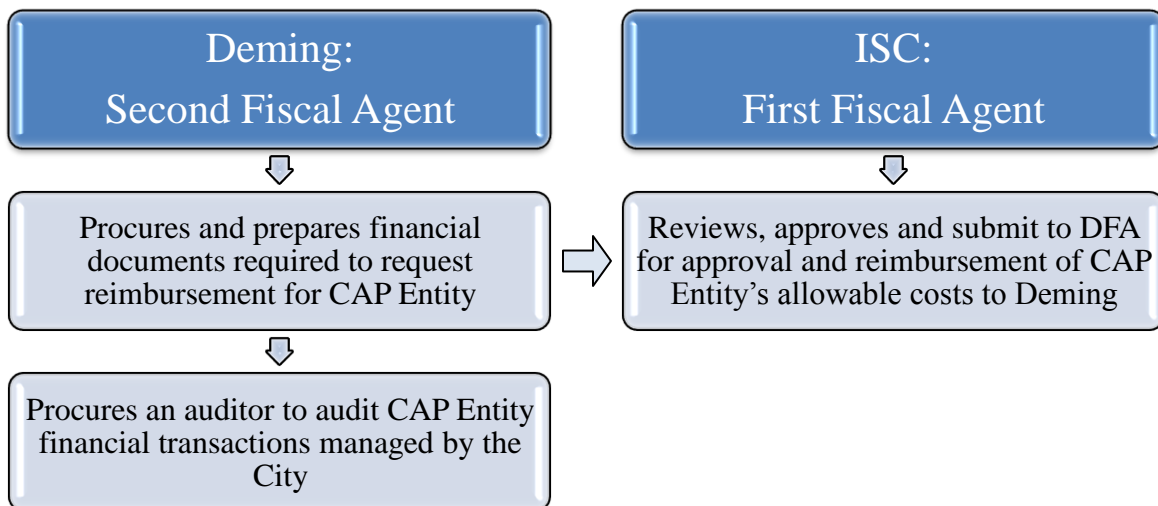 Deming:
Second Fiscal Agent
Procures and prepares financial
documents required to request
reimbursement for CAP Entity
Procures an auditor to audit CAP Entity
financial transactions managed by the
City
ISC:
First Fiscal Agent
Reviews, approves and submit to DFA
for approval and reimbursement of CAP
Entity’s allowable costs to Deming